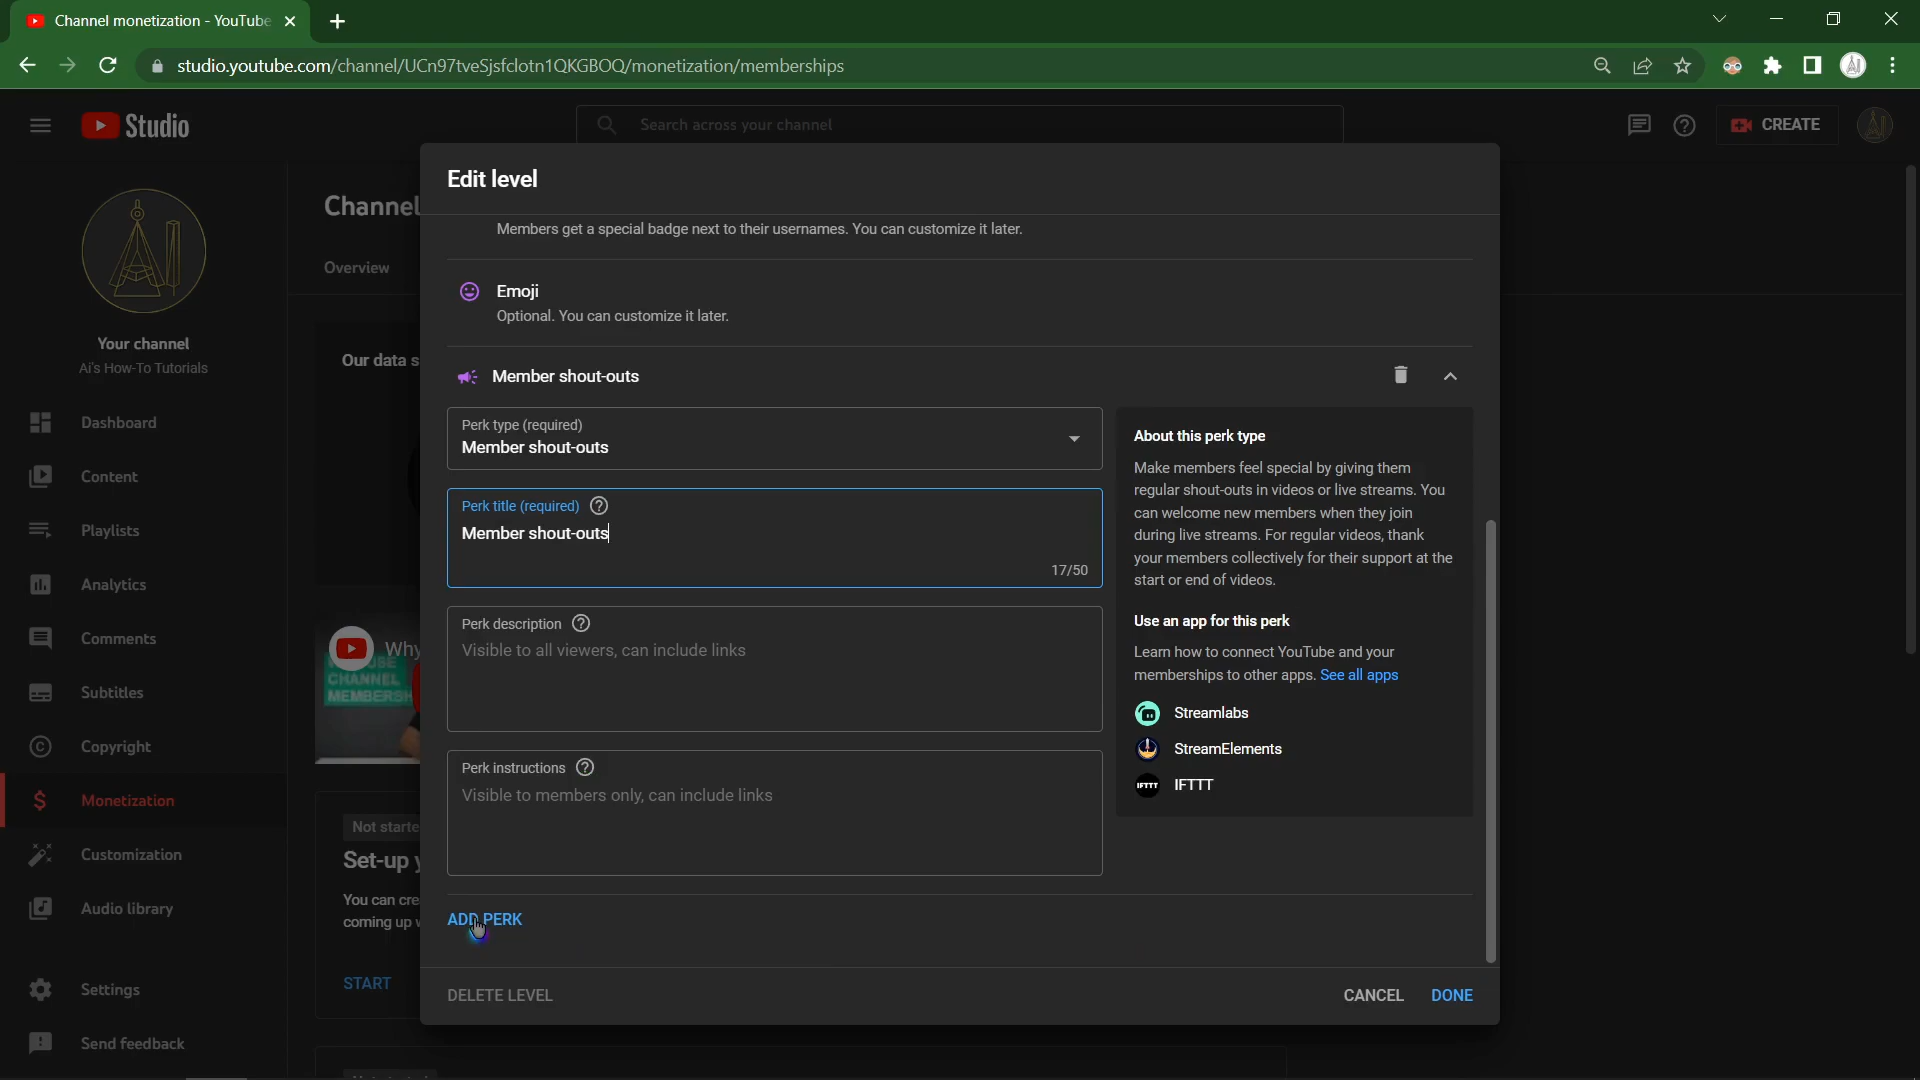 Channel monetization - YouTube
studio.youtube.com/channel/UCn97tveSjsfclotn1QKGBOQ/monetization/memberships
Studio
Search across your channel
CREATE
Your channel
Ai's How-To Tutorials
Dashboard
Content
Playlists
Analytics
Comments
Subtitles
Copyright
Monetization
Customization
Audio library
Settings
Send feedback
Channel
Overview
Our data s
Why
USE
CHANNEL
MEMBERSH
Not starte
Set-up y
You can cre
coming up v
START
Edit level
Members get a special badge next to their usernames. You can customize it later.
Emoji
Optional. You can customize it later.
Member shout-outs
Perk type (required)
Member shout-outs
Perk title (required)
Member shout-outs
17/50
Perk description
Visible to all viewers, can include links
Perk instructions
Visible to members only, can include links
About this perk type
Make members feel special by giving them
regular shout-outs in videos or live streams. You
can welcome new members when they join
during live streams. For regular videos, thank
your members collectively for their support at the
start or end of videos.
Use an app for this perk
Learn how to connect YouTube and your
memberships to other apps. See all apps
Streamlabs
StreamElements
IFTTT IFTTT
ADD PERK
DELETE LEVEL
CANCEL
DONE